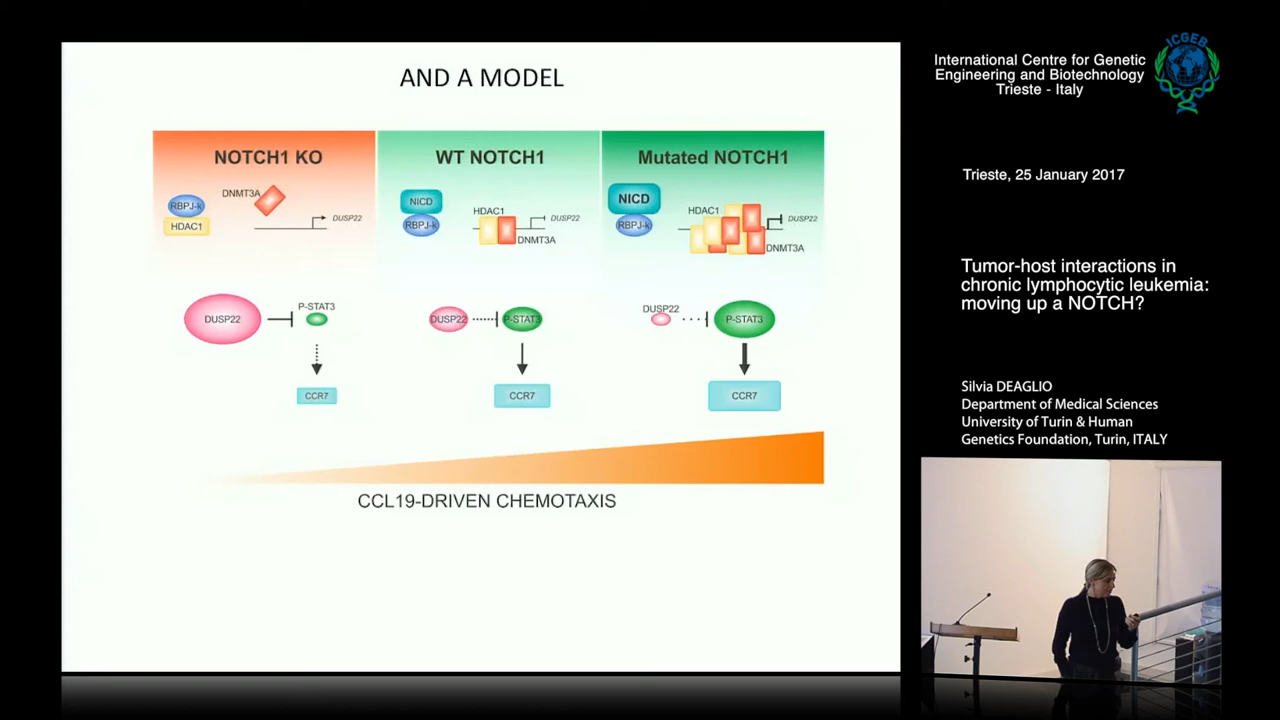 AND A MODEL
NOTCH1 KO
WT NOTCH1
Mutated NOTCH1
DNMT3A
RBPJ-k
HDAC1
DUSP22
NICD
RBPJ-k
HDAC1
DUSP22
DNMT3A
NICD
RBPJ-k
HDAC1
DUSP22
DNMT3A
DUSP22
P-STAT3
CCR7
DUSP22
P-STAT3
CCR7
DUSP22
P-STAT3
CCR7
CCL19-DRIVEN CHEMOTAXIS
International Centre for Genetic
Engineering and Biotechnology
Trieste - Italy
ICGEB
Trieste, 25 January 2017
Tumor-host interactions in
chronic lymphocytic leukemia:
moving up a NOTCH?
Silvia DEAGLIO
Department of Medical Sciences
University of Turin & Human
Genetics Foundation, Turin, ITALY